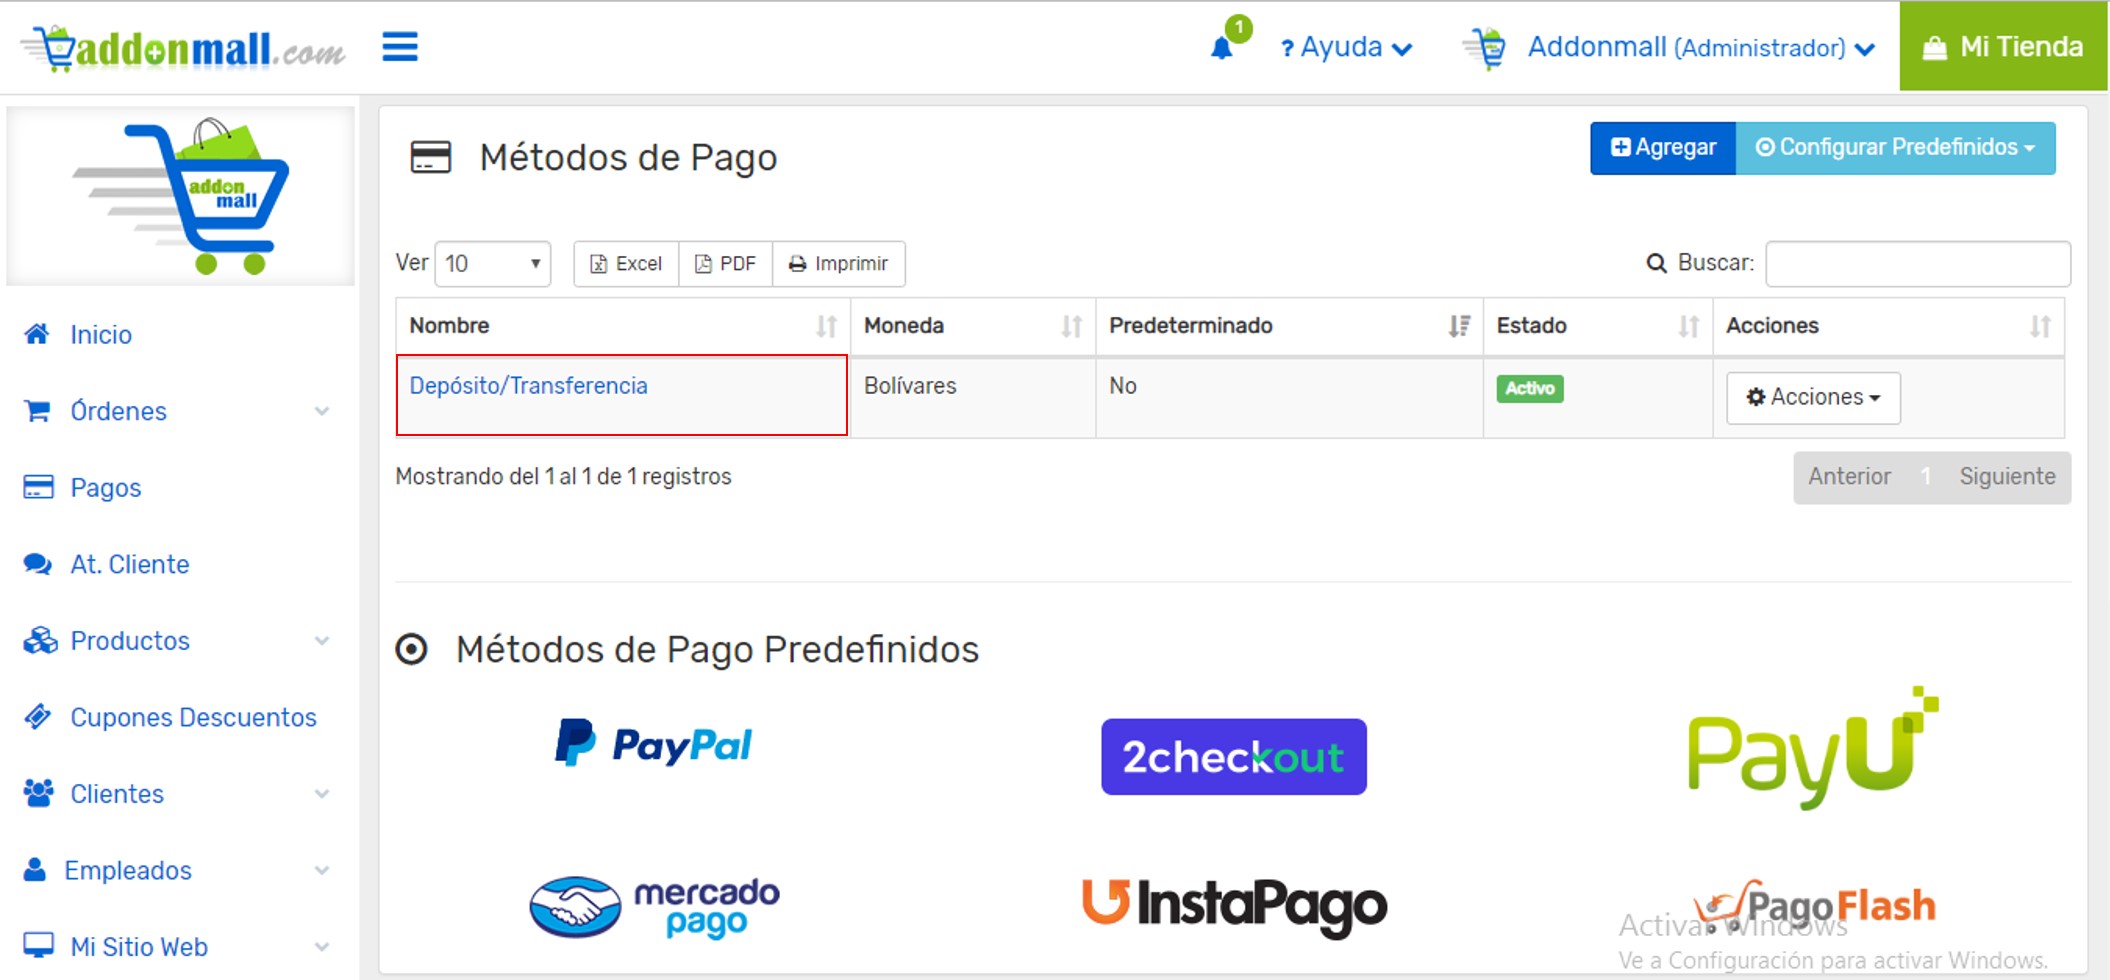 addonmall.com
1
? Ayuda
Addonmall (Administrador)
Mi Tienda
addon
mall
Inicio
Órdenes
Pagos
At. Cliente
Productos
Cupones Descuentos
Clientes
Empleados
Mi Sitio Web
Métodos de Pago
Agregar
Configurar Predefinidos
Ver 10
Excel
PDF
Imprimir
Buscar:
Nombre Moneda Predeterminado Estado Acciones
Depósito/Transferencia Bolívares No Activo Acciones
Mostrando del 1 al 1 de 1 registros
Anterior 1 Siguiente
Métodos de Pago Predefinidos
PayPal
2checkout
PayU
mercado
pago
InstaPago
PagoFlash
Activar Windows
Ve a Configuración para activar Windows.